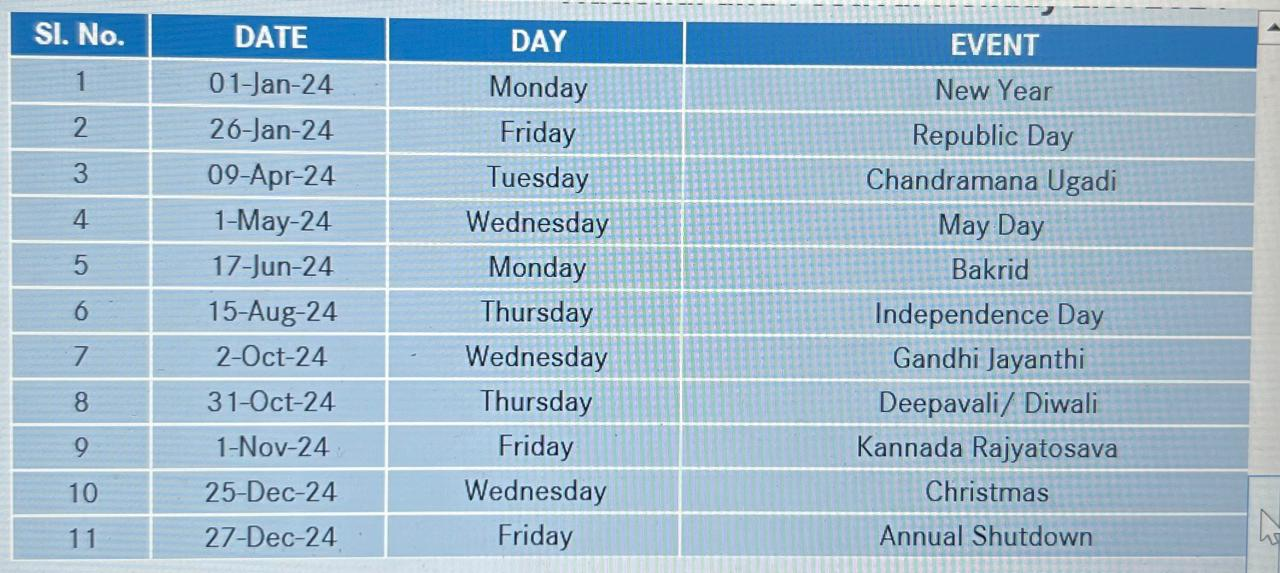 Sl. No. DATE DAY EVENT
1 01-Jan-24 Monday New Year
2 26-Jan-24 Friday Republic Day
3 09-Apr-24 Tuesday Chandramana Ugadi
4 1-May-24 Wednesday May Day
5 17-Jun-24 Monday Bakrid
6 15-Aug-24 Thursday Independence Day
7 2-Oct-24 Wednesday Gandhi Jayanthi
8 31-Oct-24 Thursday Deepavali/ Diwali
9 1-Nov-24 Friday Kannada Rajyatosava
10 25-Dec-24 Wednesday Christmas
11 27-Dec-24 Friday Annual Shutdown